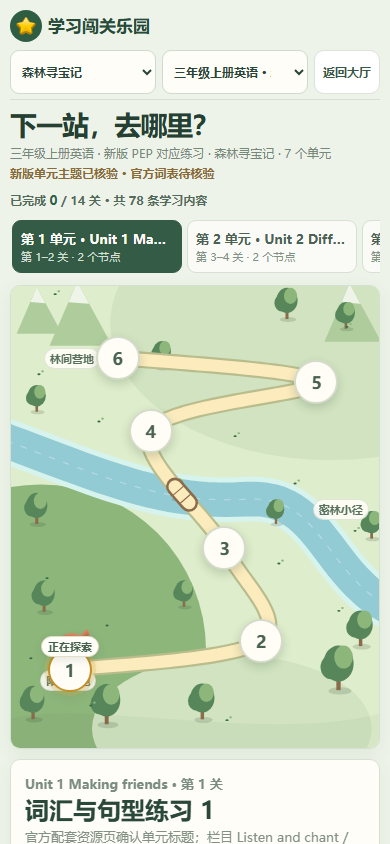 学习闯关乐园
森林寻宝记
三年级上册英语 ·
返回大厅
下一站，去哪里？
三年级上册英语 · 新版 PEP 对应练习 · 森林寻宝记 · 7 个单元
新版单元主题已核验 · 官方词表待核验
已完成 0 / 14 关 · 共 78 条学习内容
第 1 单元 • Unit 1 Ma...
第 1–2 关 · 2 个节点
第 2 单元 • Unit 2 Diff...
第 3–4 关 · 2 个节点
林间营地
6
5
4
密林小径
3
2
正在探索
1
Unit 1 Making friends • 第 1 关
词汇与句型练习 1
官方配套资源页确认单元标题；栏目 Listen and chant /